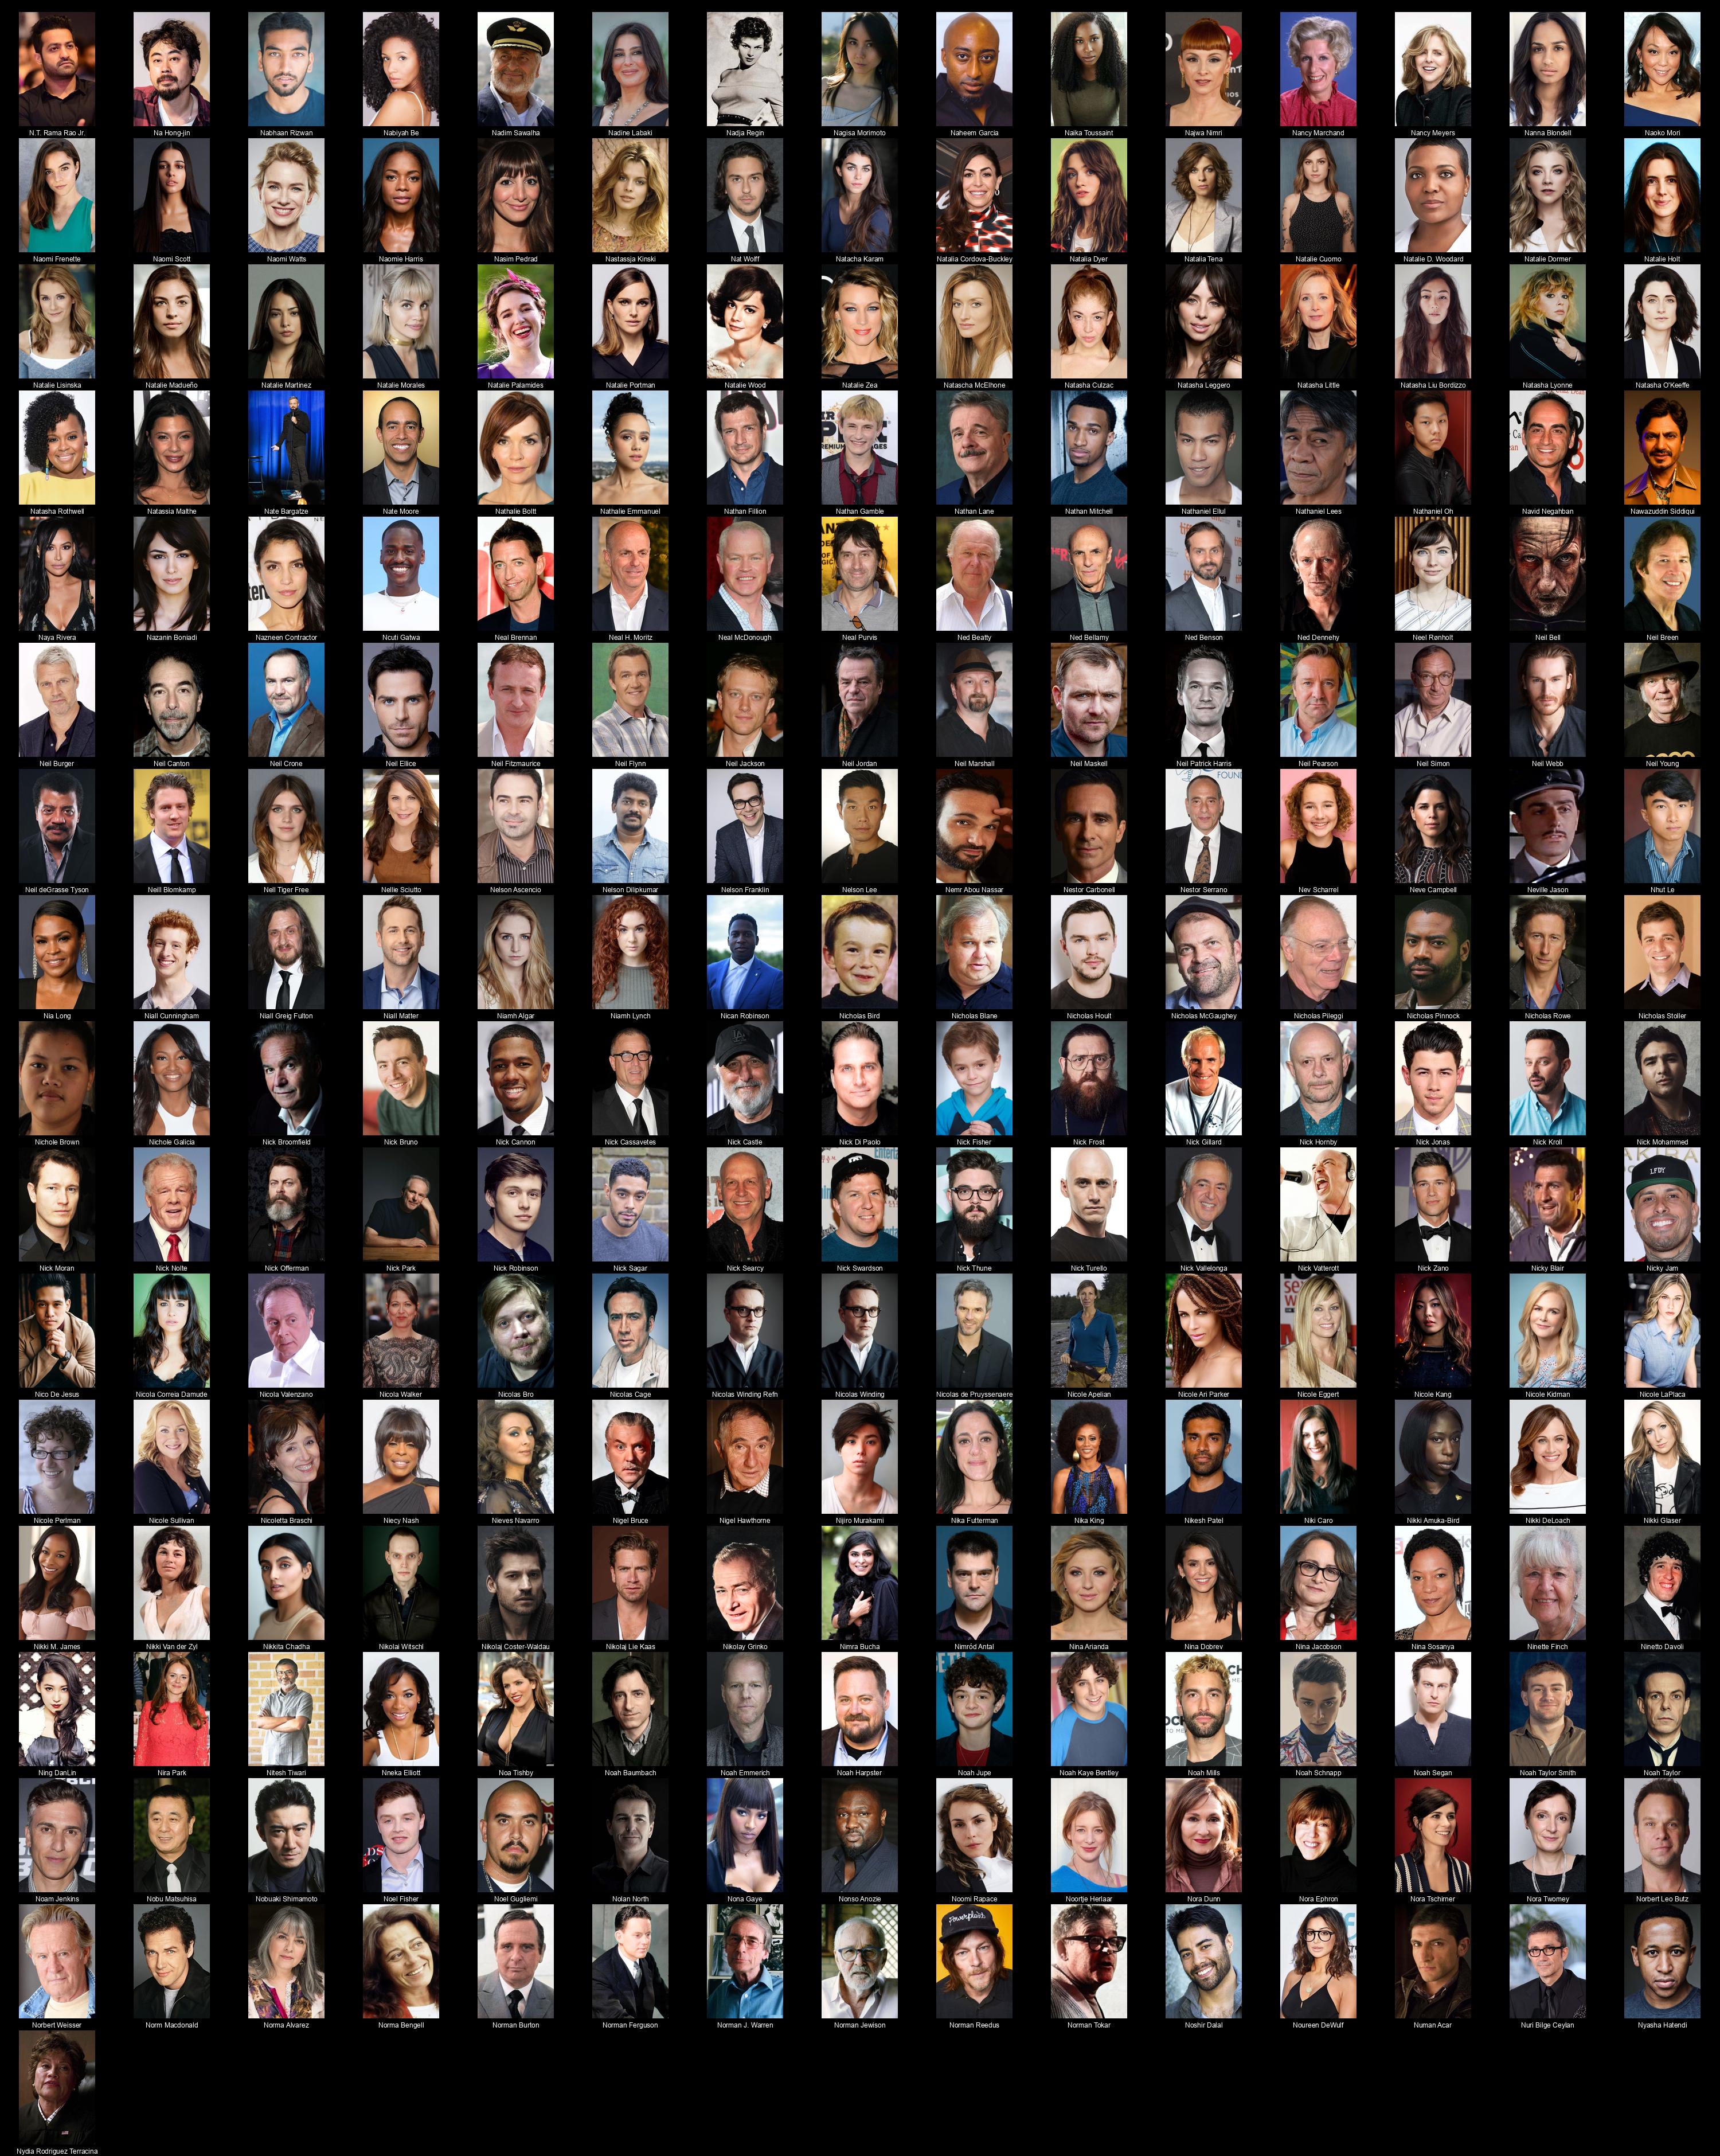 N.T. Rama Rao Jr.
Na Hong-jin
Nabhaan Rizwan
Nabiyah Be
Nadim Sawalha
Nadine Labaki
Nadja Regin
Nagisa Morimoto
Naheem Garcia
Naika Toussaint
Najwa Nimri
Nancy Marchand
Nancy Meyers
Nanna Blondell
Naoko Mori
Naomi Frenette
Naomi Scott
Naomi Watts
Naomie Harris
Nasim Pedrad
Nastassja Kinski
Nat Wolff
Natacha Karam
Natalia Cordova-Buckley
Natalia Dyer
Natalia Tena
Natalie Cuomo
Natalie D. Woodard
Natalie Dormer
Natalie Holt
Natalie Lisinska
Natalie Madueño
Natalie Martinez
Natalie Morales
Natalie Palamides
Natalie Portman
Natalie Wood
Natalie Zea
Natascha McElhone
Natasha Culzac
Natasha Leggero
Natasha Little
Natasha Liu Bordizzo
Natasha Lyonne
Natasha O'Keeffe
Natasha Rothwell
Natassia Malthe
Nate Bargatze
Nate Moore
Nathalie Boltt
Nathalie Emmanuel
Nathan Fillion
Nathan Gamble
Nathan Lane
Nathan Mitchell
Nathaniel Ellul
Nathaniel Lees
Nathaniel Oh
Navid Negahban
Nawazuddin Siddiqui
Naya Rivera
Nazanin Boniadi
Nazneen Contractor
Ncuti Gatwa
Neal Brennan
Neal H. Moritz
Neal McDonough
Neal Purvis
Ned Beatty
Ned Bellamy
Ned Benson
Ned Dennehy
Neel Rønholt
Neil Bell
Neil Breen
Neil Burger
Neil Canton
Neil Crone
Neil Ellice
Neil Fitzmaurice
Neil Flynn
Neil Jackson
Neil Jordan
Neil Marshall
Neil Maskell
Neil Patrick Harris
Neil Pearson
Neil Simon
Neil Webb
Neil Young
Neil deGrasse Tyson
Neill Blomkamp
Nell Tiger Free
Nellie Sciutto
Nelson Ascencio
Nelson Dilipkumar
Nelson Franklin
Nelson Lee
Nemr Abou Nassar
Nestor Carbonell
Nestor Serrano
Nev Scharrel
Neve Campbell
Neville Jason
Nhut Le
Nia Long
Niall Cunningham
Niall Greig Fulton
Niall Matter
Niamh Algar
Niamh Lynch
Nican Robinson
Nicholas Bird
Nicholas Blane
Nicholas Hoult
Nicholas McGaughey
Nicholas Pileggi
Nicholas Pinnock
Nicholas Rowe
Nicholas Stoller
Nichole Brown
Nichole Galicia
Nick Broomfield
Nick Bruno
Nick Cannon
Nick Cassavetes
Nick Castle
Nick Di Paolo
Nick Fisher
Nick Frost
Nick Gillard
Nick Hornby
Nick Jonas
Nick Kroll
Nick Mohammed
Nick Moran
Nick Nolte
Nick Offerman
Nick Park
Nick Robinson
Nick Sagar
Nick Searcy
Nick Swardson
Nick Thune
Nick Turello
Nick Vallelonga
Nick Vatterott
Nick Zano
Nicky Blair
Nicky Jam
Nico De Jesus
Nicola Correia Damude
Nicola Valenzano
Nicola Walker
Nicolas Bro
Nicolas Cage
Nicolas Winding Refn
Nicolas Winding
Nicolas de Pruyssenaere
Nicole Apelian
Nicole Ari Parker
Nicole Eggert
Nicole Kang
Nicole Kidman
Nicole LaPlaca
Nicole Perlman
Nicole Sullivan
Nicoletta Braschi
Niecy Nash
Nieves Navarro
Nigel Bruce
Nigel Hawthorne
Nijiro Murakami
Nika Futterman
Nika King
Nikesh Patel
Niki Caro
Nikki Amuka-Bird
Nikki DeLoach
Nikki Glaser
Nikki M. James
Nikki Van der Zyl
Nikkita Chadha
Nikolai Witschl
Nikolaj Coster-Waldau
Nikolaj Lie Kaas
Nikolay Grinko
Nimra Bucha
Nimród Antal
Nina Arianda
Nina Dobrev
Nina Jacobson
Nina Sosanya
Ninette Finch
Ninetto Davoli
Ning DanLin
Nira Park
Nitesh Tiwari
Nneka Elliott
Noa Tishby
Noah Baumbach
Noah Emmerich
Noah Harpster
Noah Jupe
Noah Kaye Bentley
Noah Mills
Noah Schnapp
Noah Segan
Noah Taylor Smith
Noah Taylor
Noam Jenkins
Nobu Matsuhisa
Nobuaki Shimamoto
Noel Fisher
Noel Gugliemi
Nolan North
Nona Gaye
Nonso Anozie
Noomi Rapace
Noortje Herlaar
Nora Dunn
Nora Ephron
Nora Tschirner
Nora Twomey
Norbert Leo Butz
Norbert Weisser
Norm Macdonald
Norma Alvarez
Norma Bengell
Norman Burton
Norman Ferguson
Norman J. Warren
Norman Jewison
Norman Reedus
Norman Tokar
Noshir Dalal
Noureen DeWulf
Numan Acar
Nuri Bilge Ceylan
Nyasha Hatendi
Nydia Rodriguez Terracina